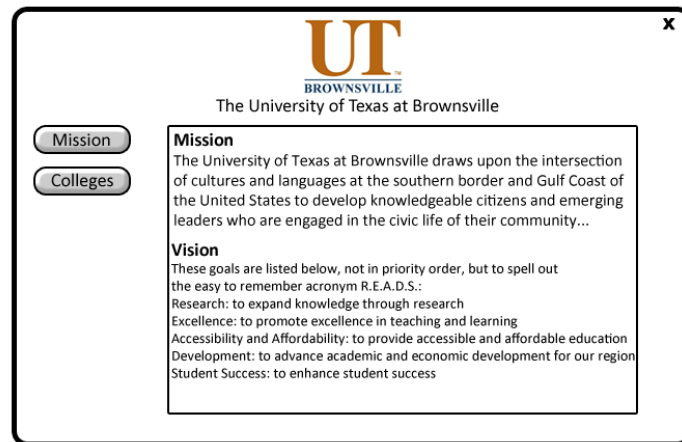 X
UT
TM
BROWNSVILLE
The University of Texas at Brownsville
Mission
Colleges
Mission
The University of Texas at Brownsville draws upon the intersection
of cultures and languages at the southern border and Gulf Coast of
the United States to develop knowledgeable citizens and emerging
leaders who are engaged in the civic life of their community...
Vision
These goals are listed below, not in priority order, but to spell out
the easy to remember acronym R.E.A.D.S.:
Research: to expand knowledge through research
Excellence: to promote excellence in teaching and learning
Accessibility and Affordability: to provide accessible and affordable education
Development: to advance academic and economic development for our region
Student Success: to enhance student success